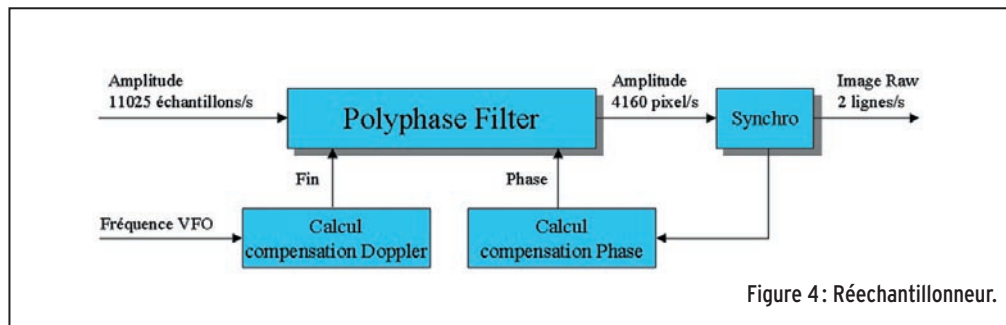 Amplitude
11025 échantillons/s
Polyphase Filter
Amplitude
4160 pixel/s
Synchro
Image Raw
2 lignes/s
Fin
Phase
Fréquence VFO
Calcul
compensation Doppler
Calcul
compensation Phase
Figure 4: Réechantillonneur.